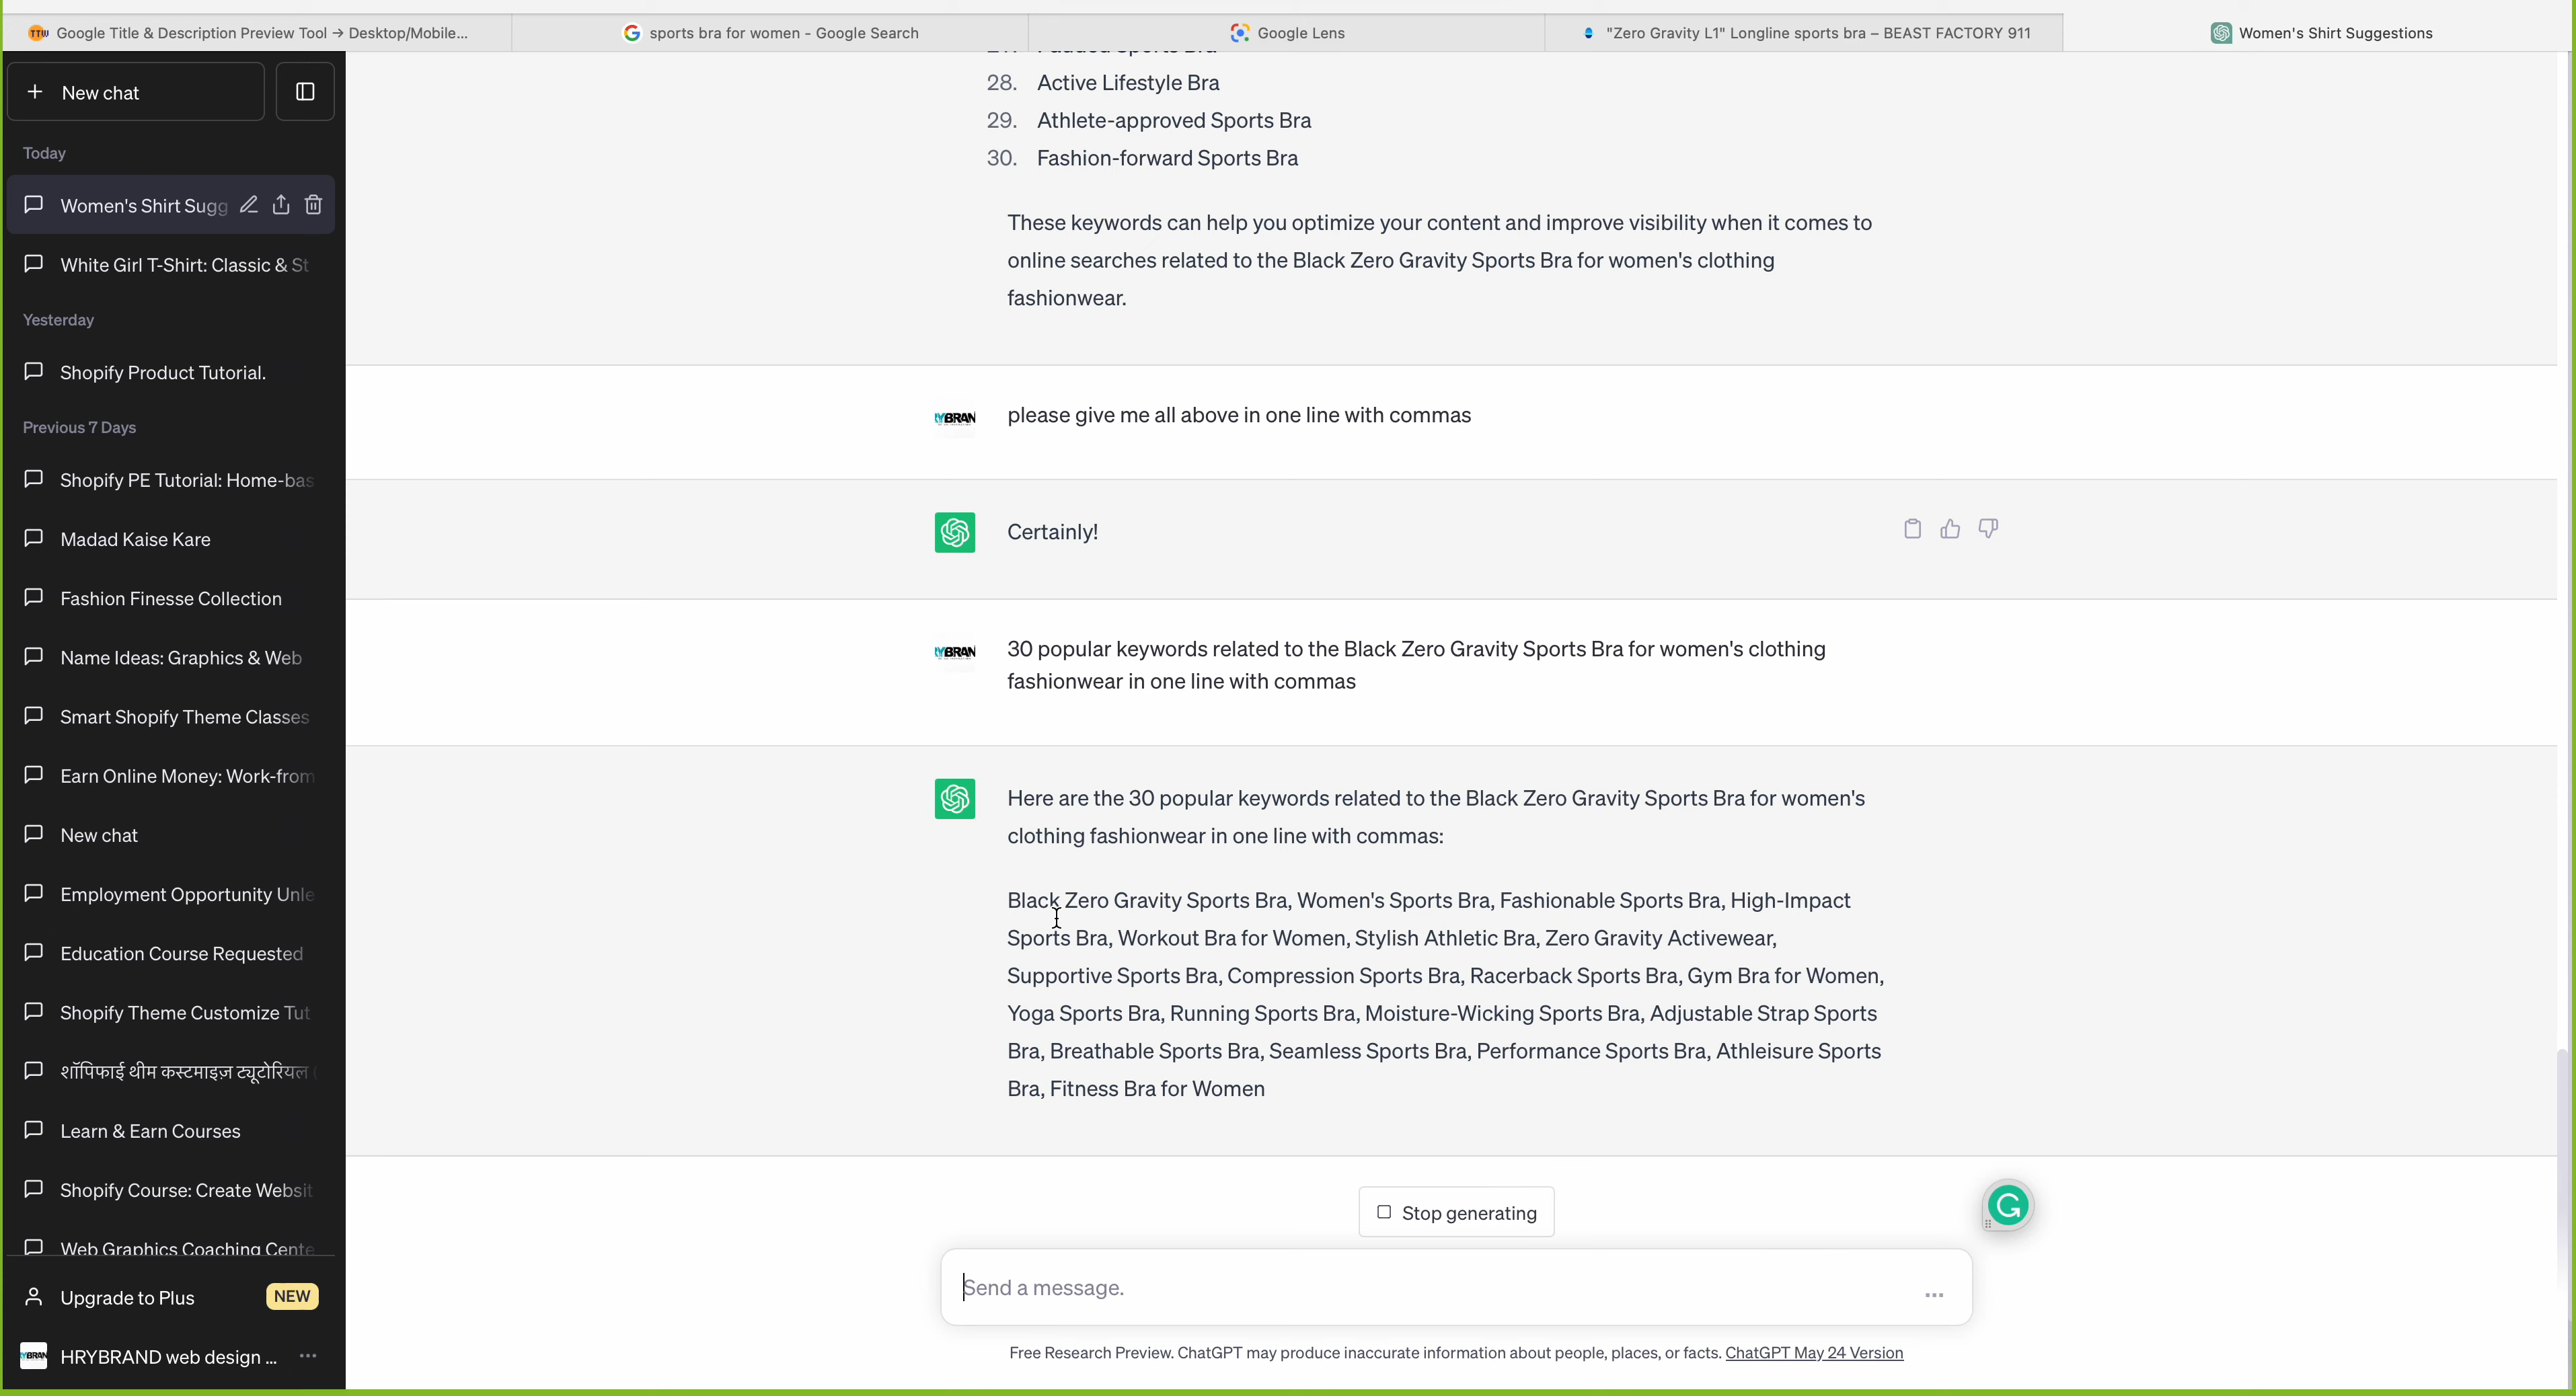 TTW Google Title & Description Preview Tool → Desktop/Mobile...
sports bra for women - Google Search
Google Lens
"Zero Gravity L1" Longline sports bra – BEAST FACTORY 911
Women's Shirt Suggestions
New chat
Today
Women's Shirt Sugg
White Girl T-Shirt: Classic & St
Yesterday
Shopify Product Tutorial.
Previous 7 Days
Shopify PE Tutorial: Home-bas
Madad Kaise Kare
Fashion Finesse Collection
Name Ideas: Graphics & Web
Smart Shopify Theme Classes
Earn Online Money: Work-from
New chat
Employment Opportunity Unle
Education Course Requested
Shopify Theme Customize Tut
शॉपिफाई थीम कस्टमाइज़ ट्यूटोरियल (
Learn & Earn Courses
Shopify Course: Create Websit
Web Graphics Coaching Cente
Upgrade to Plus NEW
HRYBRAND web design ...
28. Active Lifestyle Bra
29. Athlete-approved Sports Bra
30. Fashion-forward Sports Bra
These keywords can help you optimize your content and improve visibility when it comes to
online searches related to the Black Zero Gravity Sports Bra for women's clothing
fashionwear.
please give me all above in one line with commas
Certainly!
30 popular keywords related to the Black Zero Gravity Sports Bra for women's clothing
fashionwear in one line with commas
Here are the 30 popular keywords related to the Black Zero Gravity Sports Bra for women's
clothing fashionwear in one line with commas:
Black Zero Gravity Sports Bra, Women's Sports Bra, Fashionable Sports Bra, High-Impact
Sports Bra, Workout Bra for Women, Stylish Athletic Bra, Zero Gravity Activewear,
Supportive Sports Bra, Compression Sports Bra, Racerback Sports Bra, Gym Bra for Women,
Yoga Sports Bra, Running Sports Bra, Moisture-Wicking Sports Bra, Adjustable Strap Sports
Bra, Breathable Sports Bra, Seamless Sports Bra, Performance Sports Bra, Athleisure Sports
Bra, Fitness Bra for Women
Stop generating
Send a message.
Free Research Preview. ChatGPT may produce inaccurate information about people, places, or facts. ChatGPT May 24 Version